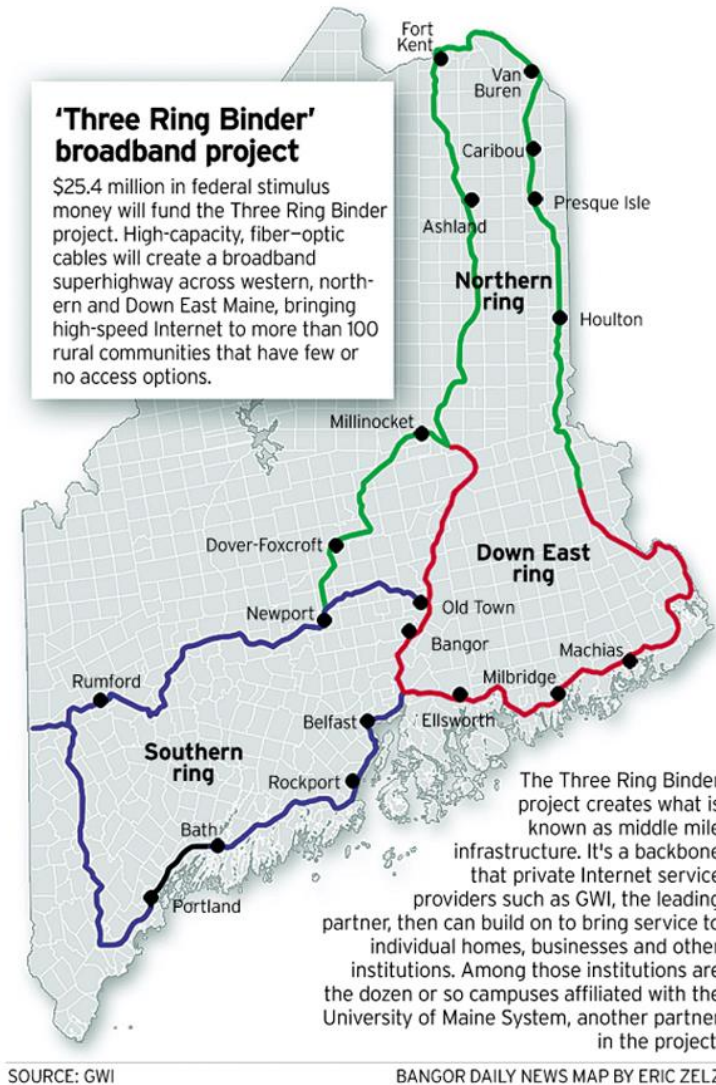 Fort
Kent
Van
Buren
'Three Ring Binder'
broadband project
$25.4 million in federal stimulus
money will fund the Three Ring Binder
project. High-capacity, fiber–optic
cables will create a broadband
superhighway across western, north-
ern and Down East Maine, bringing
high-speed Internet to more than 100
rural communities that have few or
no access options.
Caribou
Ashland
Presque Isle
Northern
ring
Houlton
Millinocket
Dover-Foxcroft
Down East
ring
Newport
Old Town
Bangor
Machias
Rumford
Milbridge
Belfast
Ellsworth
Southern
ring
Rockport
Bath
Portland
The Three Ring Binder
project creates what is
known as middle mile
infrastructure. It's a backbone
that private Internet service
providers such as GWI, the leading
partner, then can build on to bring service to
individual homes, businesses and other
institutions. Among those institutions are
the dozen or so campuses affiliated with the
University of Maine System, another partner
in the project
SOURCE: GWI
BANGOR DAILY NEWS MAP BY ERIC ZELZ